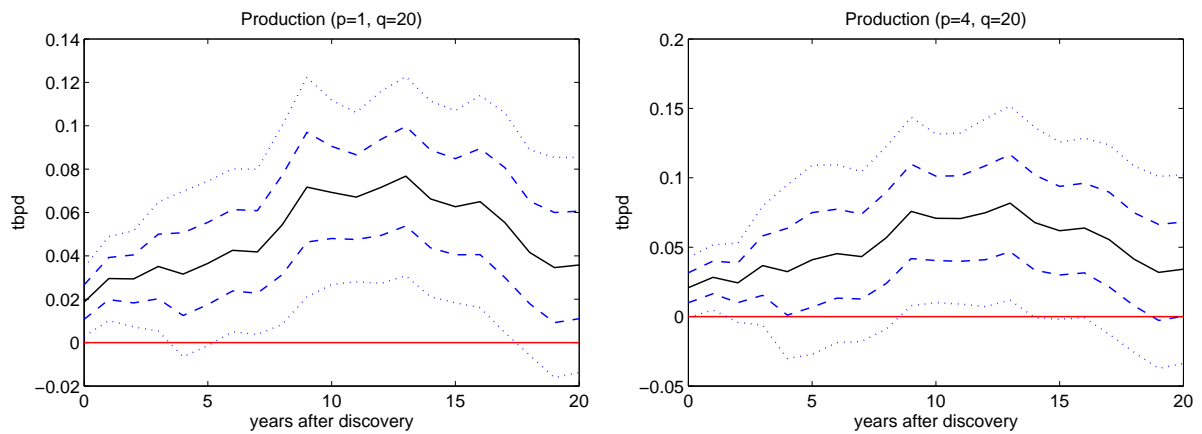 Production (p=1, q=20)
0.14
0.12
0.1
0.08
0.06
0.04
0.02
0
−0.02
tbpd
0 5 10 15 20
years after discovery
Production (p=4, q=20)
0.2
0.15
0.1
0.05
0
−0.05
tbpd
0 5 10 15 20
years after discovery